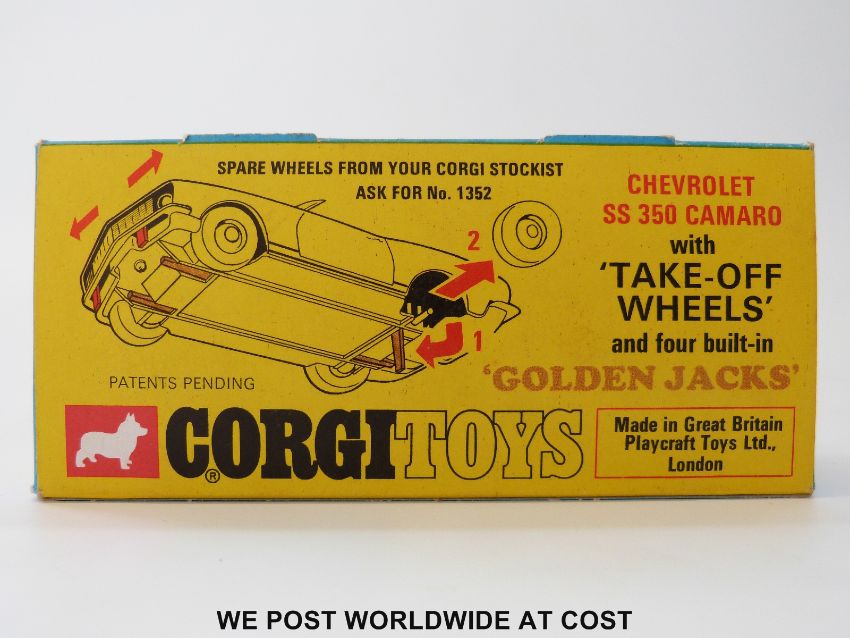 SPARE WHEELS FROM YOUR CORGI STOCKIST
ASK FOR No. 1352
2
1
CHEVROLET
SS 350 CAMARO
with
'TAKE-OFF
WHEELS'
and four built-in
'GOLDEN JACKS'
PATENTS PENDING
CORGI TOYS
®
Made in Great Britain
Playcraft Toys Ltd.,
London
WE POST WORLDWIDE AT COST